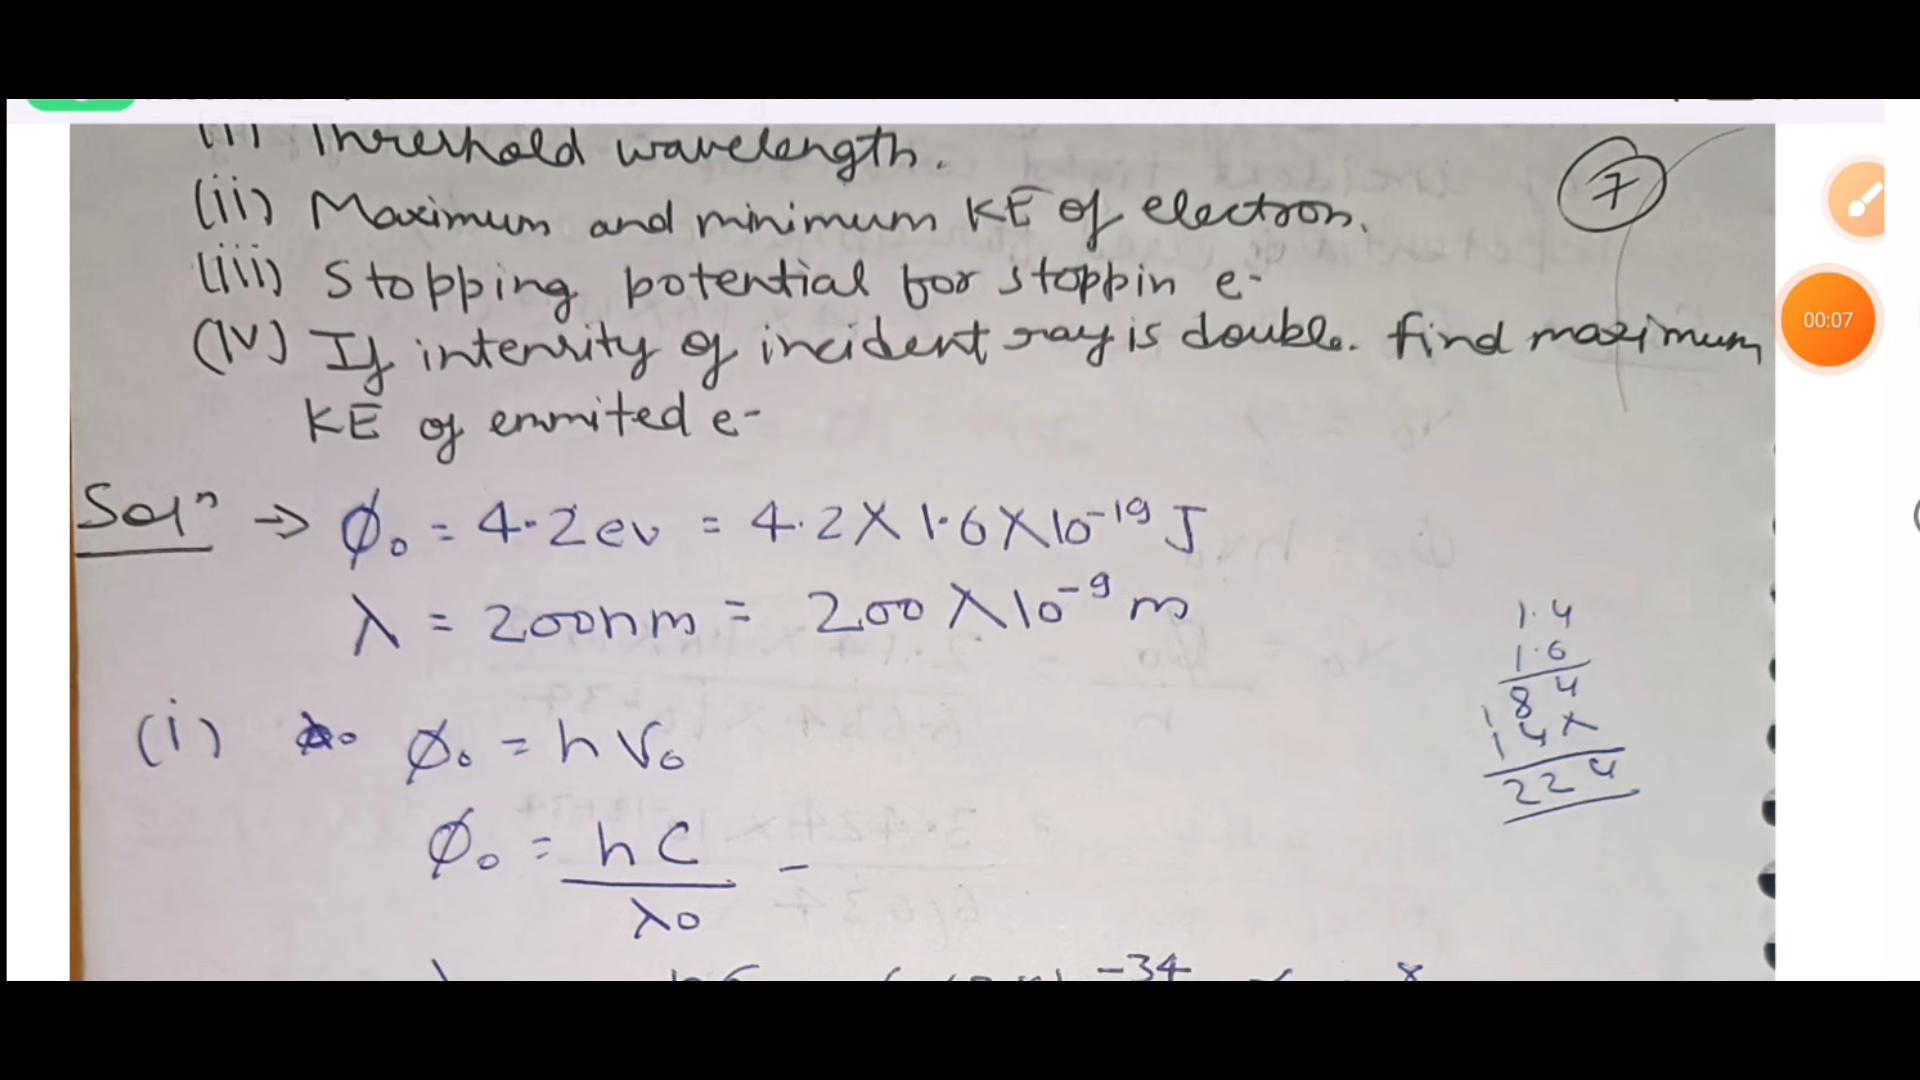 Threshold wavelength.
(ii) Maximum and minimum KE of electron.
(iii) Stopping potential for stoppin e-
(iv) If intensity of incident ray is double. find maximum
KE of emmited e-
7
00:07
Solⁿ → ϕ₀ = 4.2ev = 4.2 × 1.6 × 10⁻¹⁹ J
λ = 200nm = 200 × 10⁻⁹ m
(i) ϕ₀ = hν₀
ϕ₀ = hc/λ₀ –
1.4
1.6
84
14×
224